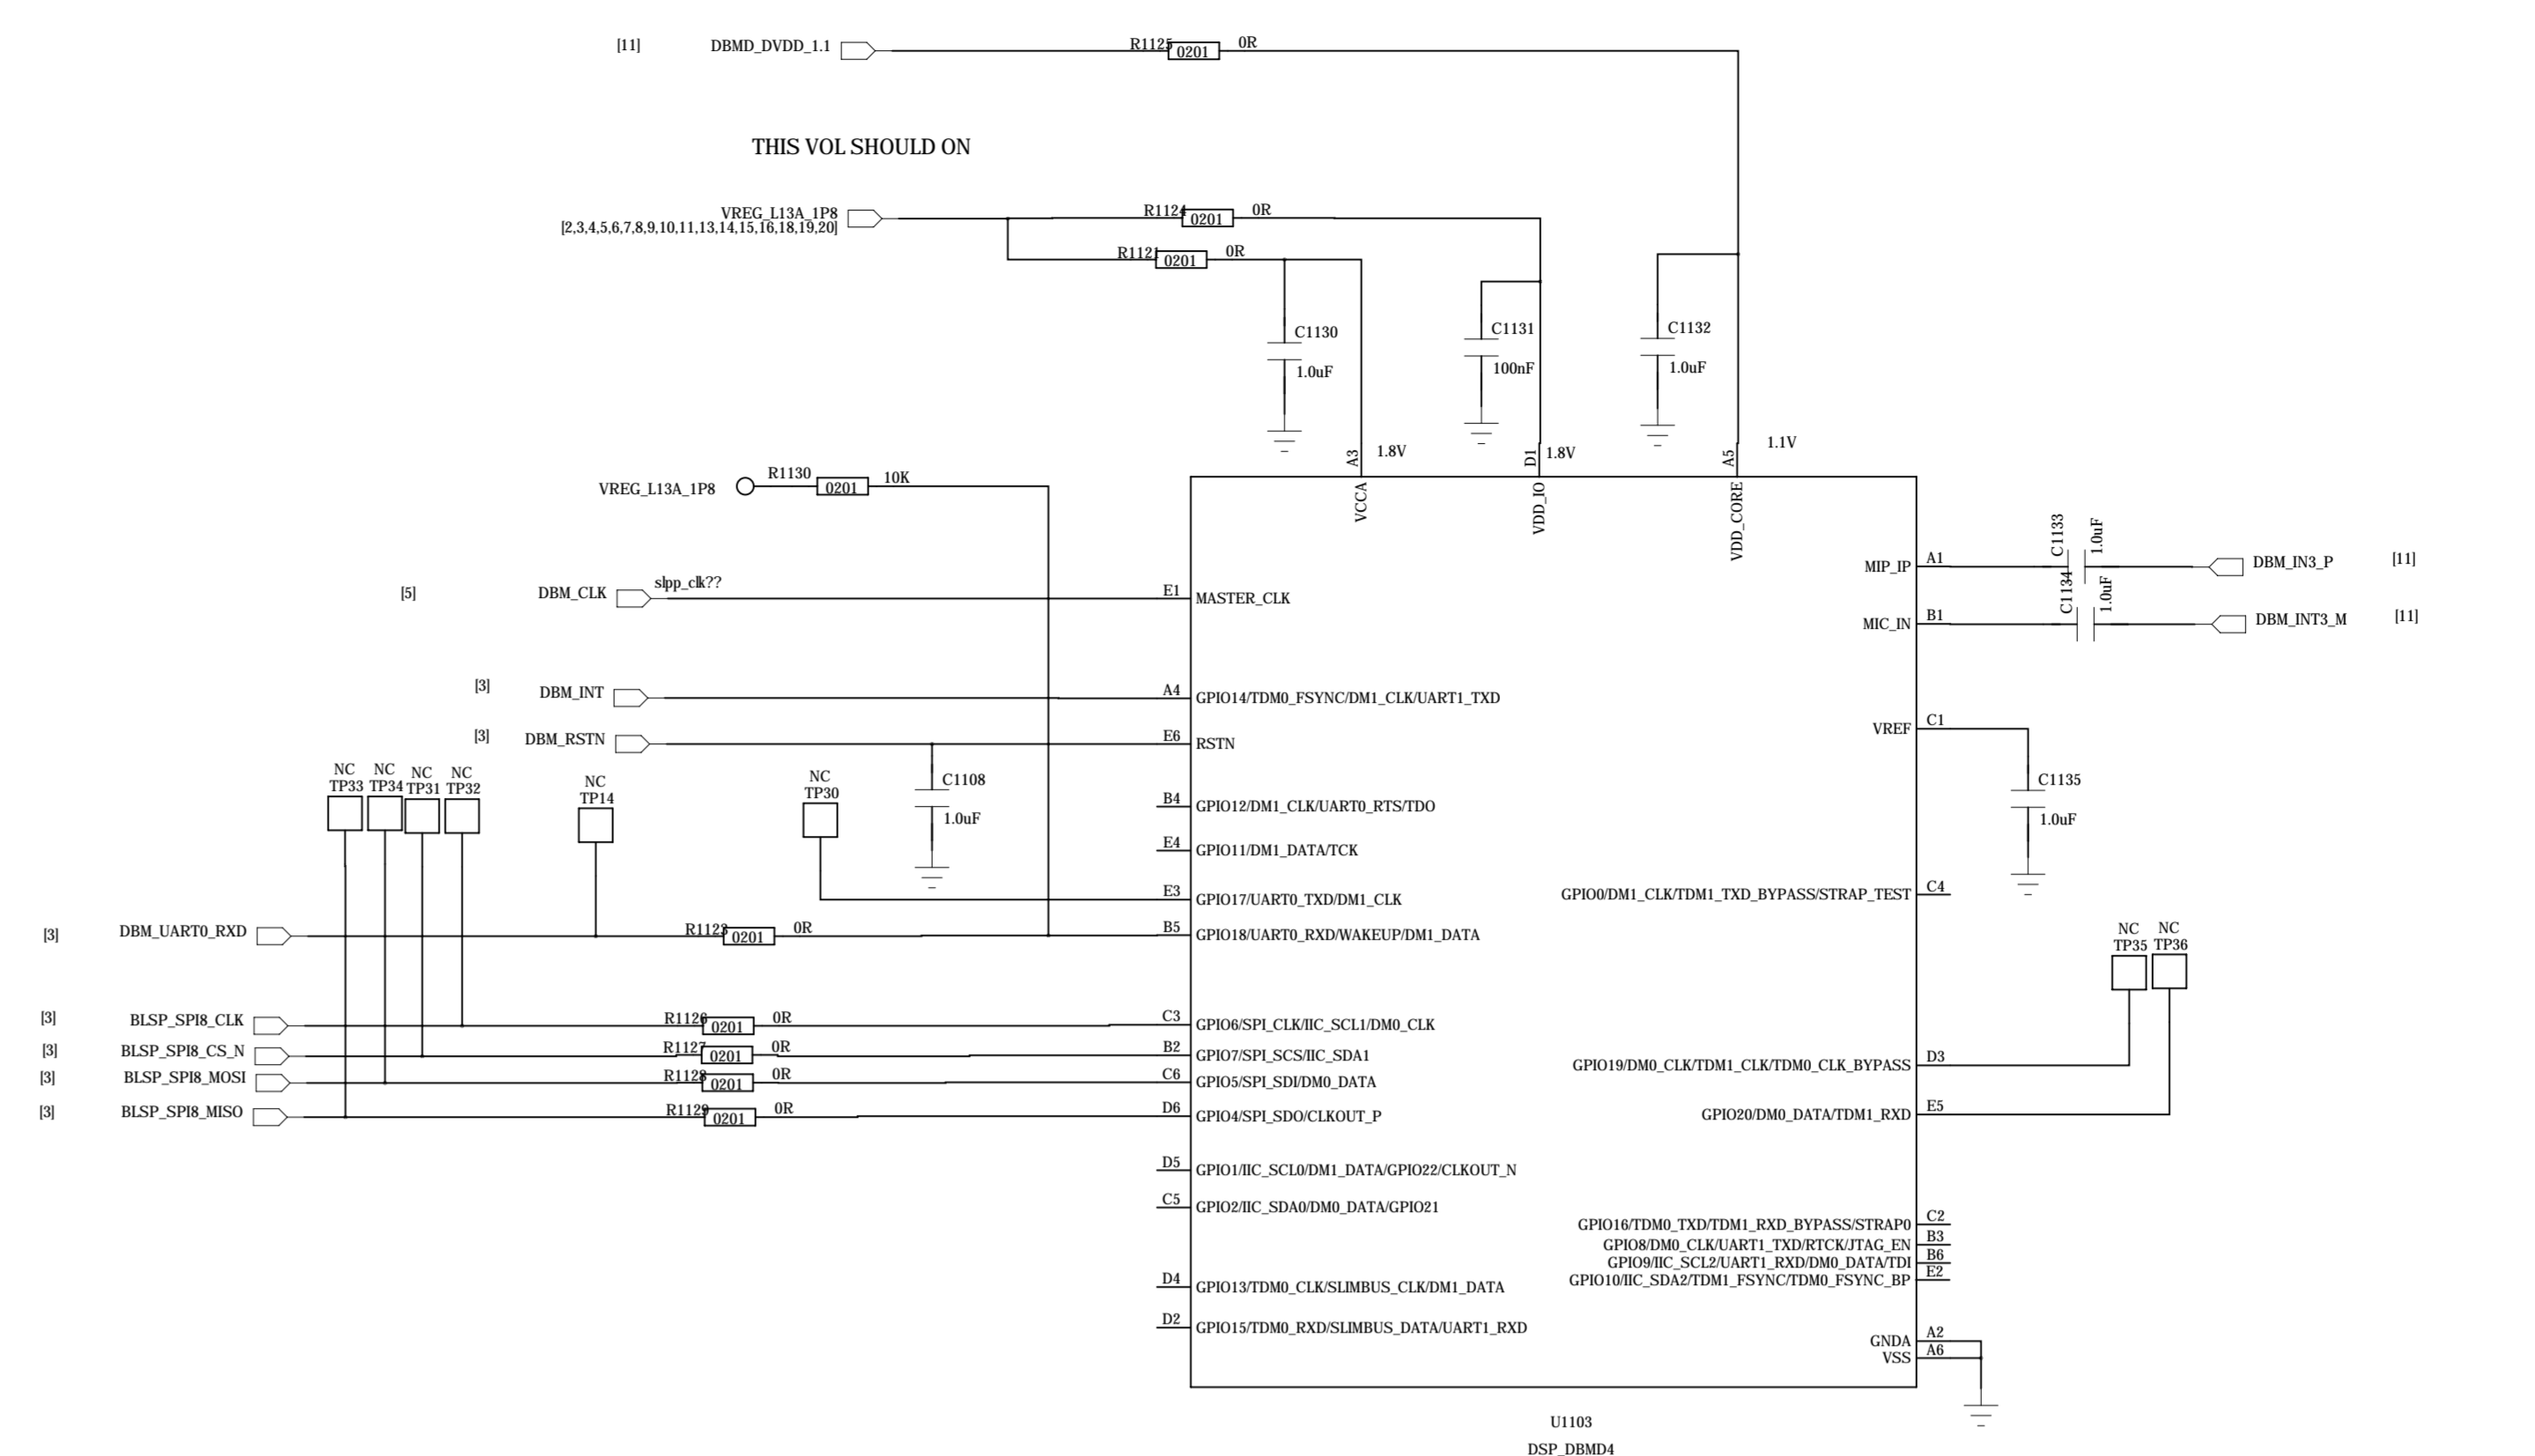 [11] DBMD_DVDD_1.1 R1125 0201 0R
THIS VOL SHOULD ON
VREG_L13A_1P8 R1124 0201 0R
[2,3,4,5,6,7,8,9,10,11,13,14,15,16,18,19,20]
R1121 0201 0R
C1130 C1131 C1132
1.0uF 100nF 1.0uF
A3 1.8V D1 1.8V A5 1.1V
VREG_L13A_1P8 R1130 0201 10K
VCCA VDD_IO VDD_CORE
C1133 1.0uF
MIP_IP A1 DBM_IN3_P [11]
[5] DBM_CLK slpp_clk?? E1 MASTER_CLK
C1134 1.0uF
MIC_IN B1 DBM_INT3_M [11]
[3] DBM_INT A4 GPIO14/TDM0_FSYNC/DM1_CLK/UART1_TXD
VREF C1
[3] DBM_RSTN E6 RSTN
NC NC NC NC NC NC
TP33 TP34 TP31 TP32 TP14 TP30
C1108
1.0uF
C1135
1.0uF
B4 GPIO12/DM1_CLK/UART0_RTS/TDO
E4 GPIO11/DM1_DATA/TCK
E3 GPIO17/UART0_TXD/DM1_CLK
GPIO0/DM1_CLK/TDM1_TXD_BYPASS/STRAP_TEST C4
[3] DBM_UART0_RXD R1123 0201 0R B5 GPIO18/UART0_RXD/WAKEUP/DM1_DATA
NC NC
TP35 TP36
[3] BLSP_SPI8_CLK R1126 0201 0R C3 GPIO6/SPI_CLK/IIC_SCL1/DM0_CLK
[3] BLSP_SPI8_CS_N R1127 0201 0R B2 GPIO7/SPI_SCS/IIC_SDA1
GPIO19/DM0_CLK/TDM1_CLK/TDM0_CLK_BYPASS D3
[3] BLSP_SPI8_MOSI R1128 0201 0R C6 GPIO5/SPI_SDI/DM0_DATA
[3] BLSP_SPI8_MISO R1129 0201 0R D6 GPIO4/SPI_SDO/CLKOUT_P
GPIO20/DM0_DATA/TDM1_RXD E5
D5 GPIO1/IIC_SCL0/DM1_DATA/GPIO22/CLKOUT_N
C5 GPIO2/IIC_SDA0/DM0_DATA/GPIO21
GPIO16/TDM0_TXD/TDM1_RXD_BYPASS/STRAP0 C2
GPIO8/DM0_CLK/UART1_TXD/RTCK/JTAG_EN B3
GPIO9/IIC_SCL2/UART1_RXD/DM0_DATA/TDI B6
GPIO10/IIC_SDA2/TDM1_FSYNC/TDM0_FSYNC_BP E2
D4 GPIO13/TDM0_CLK/SLIMBUS_CLK/DM1_DATA
D2 GPIO15/TDM0_RXD/SLIMBUS_DATA/UART1_RXD
GNDA A2
VSS A6
U1103
DSP_DBMD4